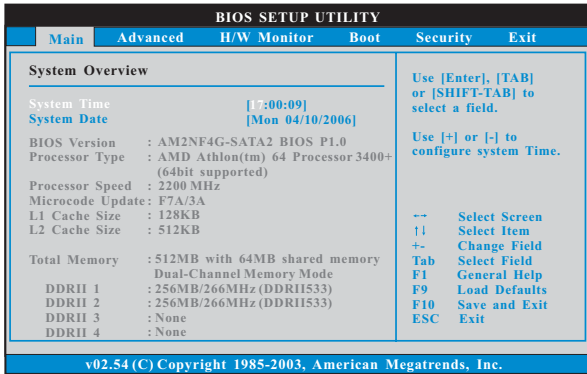 BIOS SETUP UTILITY
Main Advanced H/W Monitor Boot Security Exit
System Overview
System Time [17:00:09]
System Date [Mon 04/10/2006]
BIOS Version : AM2NF4G-SATA2 BIOS P1.0
Processor Type : AMD Athlon(tm) 64 Processor 3400+
(64bit supported)
Processor Speed : 2200 MHz
Microcode Update : F7A/3A
L1 Cache Size : 128KB
L2 Cache Size : 512KB
Total Memory : 512MB with 64MB shared memory
Dual-Channel Memory Mode
DDRII 1 : 256MB/266MHz (DDRII533)
DDRII 2 : 256MB/266MHz (DDRII533)
DDRII 3 : None
DDRII 4 : None
Use [Enter], [TAB]
or [SHIFT-TAB] to
select a field.
Use [+] or [-] to
configure system Time.
←→ Select Screen
↑↓ Select Item
+- Change Field
Tab Select Field
F1 General Help
F9 Load Defaults
F10 Save and Exit
ESC Exit
v02.54 (C) Copyright 1985-2003, American Megatrends, Inc.